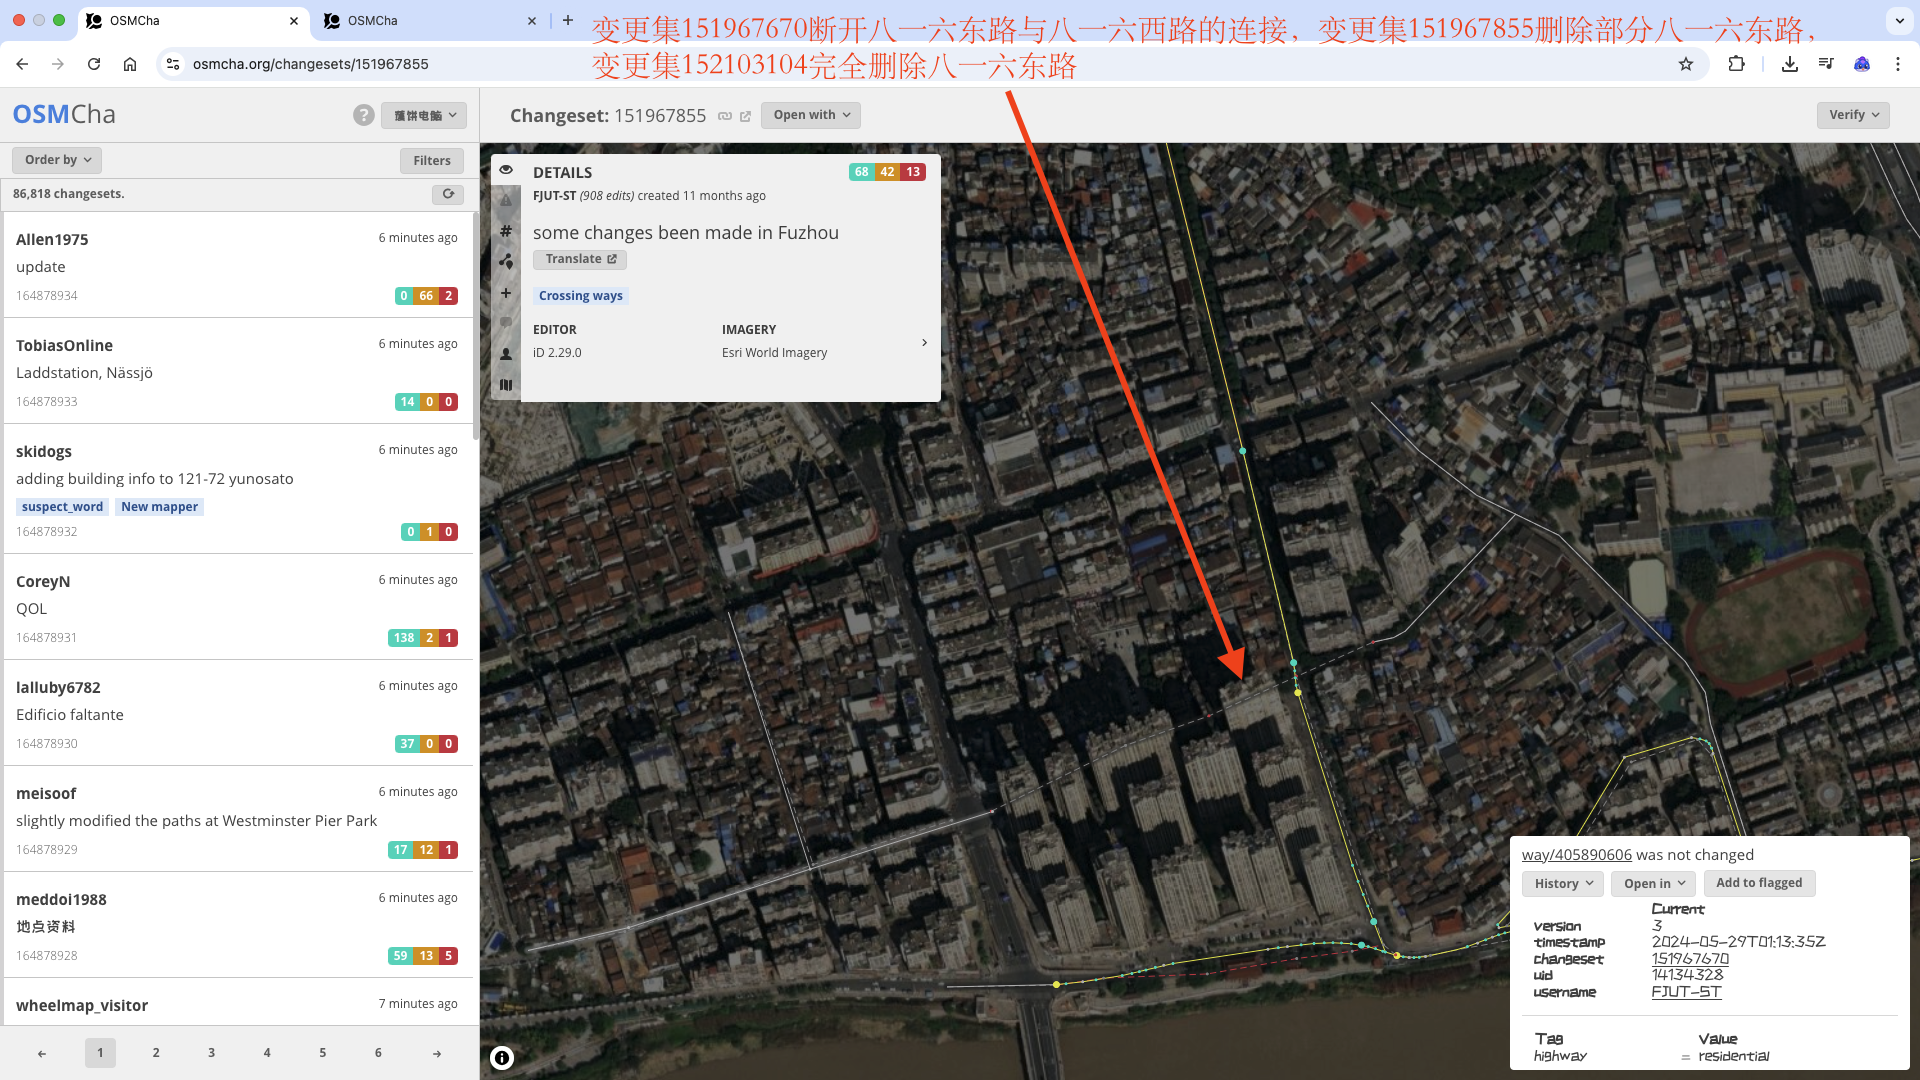 OSMCha
OSMCha
变更集151967670断开八一六东路与八一六西路的连接，变更集151967855删除部分八一六东路，
变更集152103104完全删除八一六东路
osmcha.org/changesets/151967855
OSMCha
?
Order by
Filters
86,818 changesets.
Allen1975
6 minutes ago
update
164878934
0 66 2
TobiasOnline
6 minutes ago
Laddstation, Nässjö
164878933
14 0 0
skidogs
6 minutes ago
adding building info to 121-72 yunosato
suspect_word New mapper
164878932
0 1 0
CoreyN
6 minutes ago
QOL
164878931
138 2 1
lalluby6782
6 minutes ago
Edificio faltante
164878930
37 0 0
meisoof
6 minutes ago
slightly modified the paths at Westminster Pier Park
164878929
17 12 1
meddoi1988
6 minutes ago
地点资料
164878928
59 13 5
wheelmap_visitor
7 minutes ago
1 2 3 4 5 6
Changeset: 151967855
Open with
Verify
DETAILS
68 42 13
FJUT-ST (908 edits) created 11 months ago
some changes been made in Fuzhou
Translate
Crossing ways
EDITOR
IMAGERY
iD 2.29.0
Esri World Imagery
way/405890606 was not changed
History
Open in
Add to flagged
Current
version 3
timestamp 2024-05-29T01:13:35Z
changeset 151967670
uid 14134328
username FJUT-ST
Tag Value
highway = residential